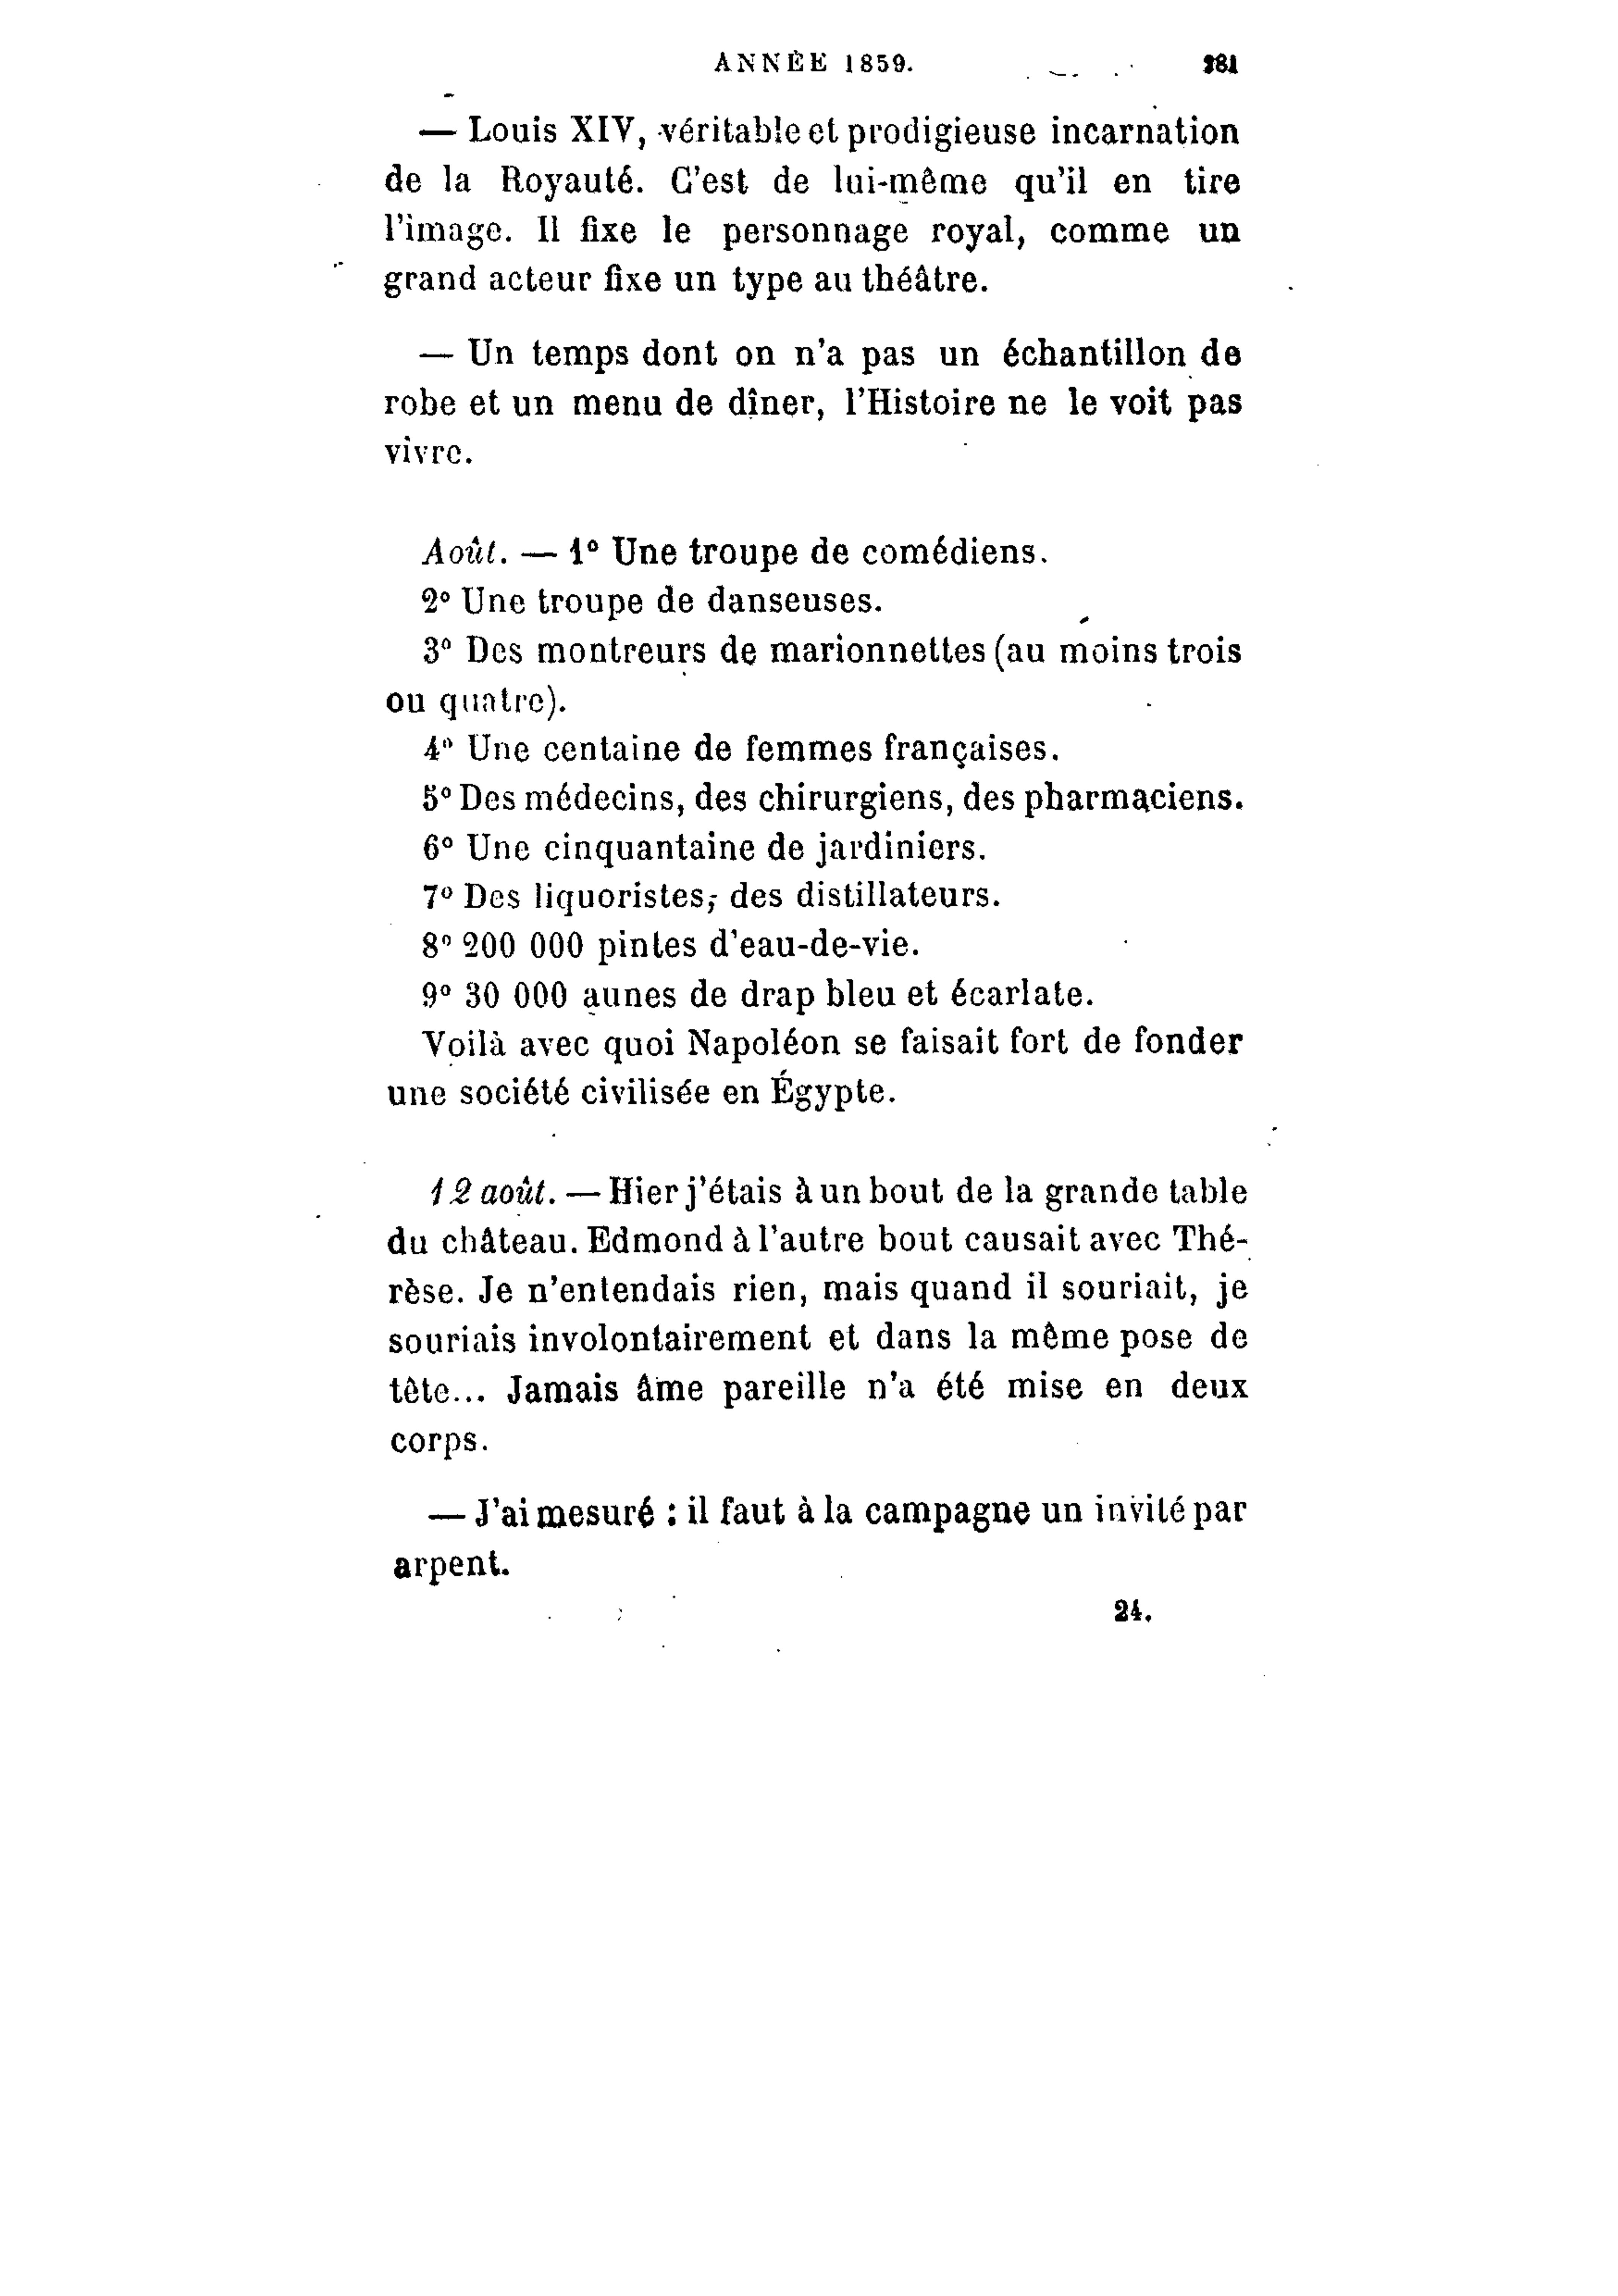 ANNÉE 1859. 281
— Louis XIV, véritable et prodigieuse incarnation
de la Royauté. C'est de lui-même qu'il en tire
l'image. Il fixe le personnage royal, comme un
grand acteur fixe un type au théâtre.
— Un temps dont on n'a pas un échantillon de
robe et un menu de dîner, l'Histoire ne le voit pas
vivre.
Août. — 1° Une troupe de comédiens.
2° Une troupe de danseuses.
3° Des montreurs de marionnettes (au moins trois
ou quatre).
4° Une centaine de femmes françaises.
5° Des médecins, des chirurgiens, des pharmaciens.
6° Une cinquantaine de jardiniers.
7° Des liquoristes, des distillateurs.
8° 200 000 pintes d'eau-de-vie.
9° 30 000 aunes de drap bleu et écarlate.
Voilà avec quoi Napoléon se faisait fort de fonder
une société civilisée en Égypte.
12 août. — Hier j'étais à un bout de la grande table
du château. Edmond à l'autre bout causait avec Thé-
rèse. Je n'entendais rien, mais quand il souriait, je
souriais involontairement et dans la même pose de
tête... Jamais âme pareille n'a été mise en deux
corps.
— J'ai mesuré : il faut à la campagne un invité par
arpent.
24.